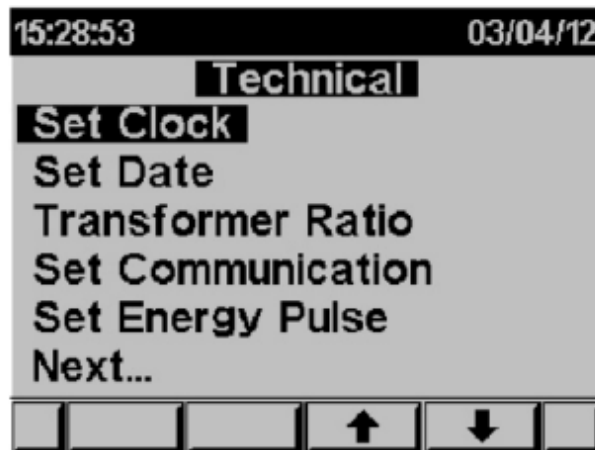 15:28:53 03/04/12
Technical
Set Clock
Set Date
Transformer Ratio
Set Communication
Set Energy Pulse
Next...